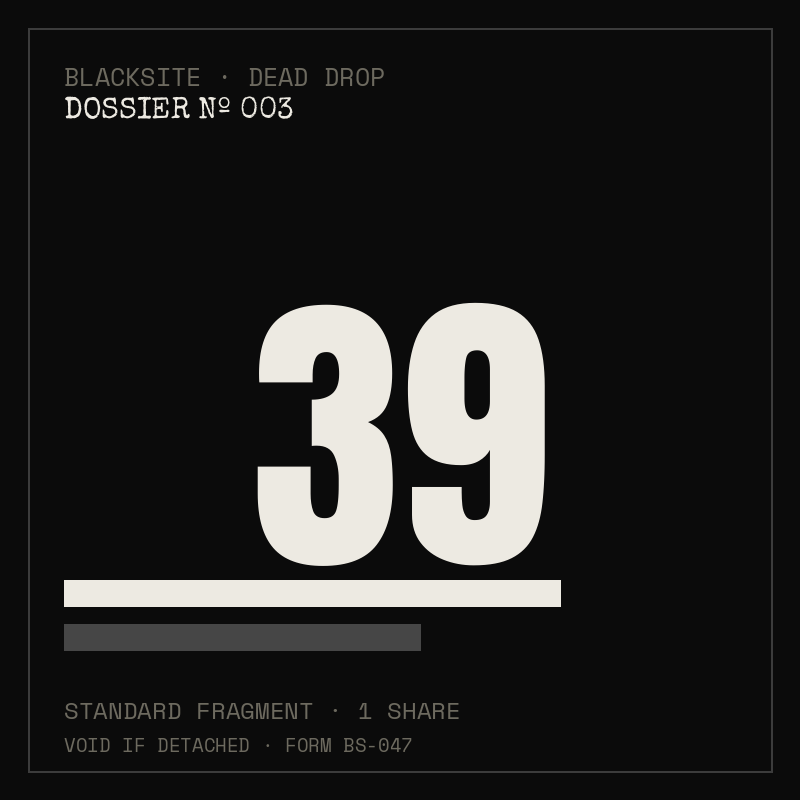 BLACKSITE · DEAD DROP
DOSSIER Nº 003
39
STANDARD FRAGMENT · 1 SHARE
VOID IF DETACHED · FORM BS-047